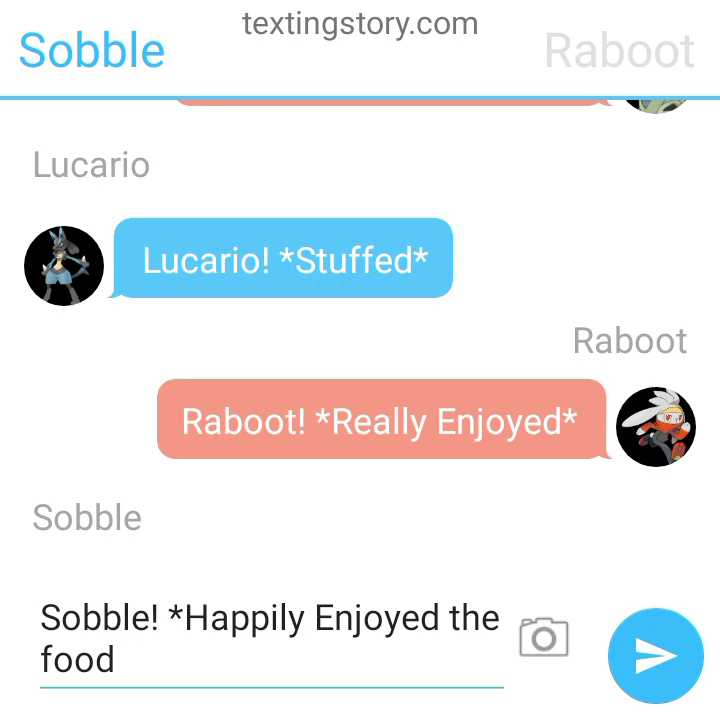 textingstory.com
Sobble
Raboot
Lucario
Lucario! *Stuffed*
Raboot
Raboot! *Really Enjoyed*
Sobble
Sobble! *Happily Enjoyed the
food